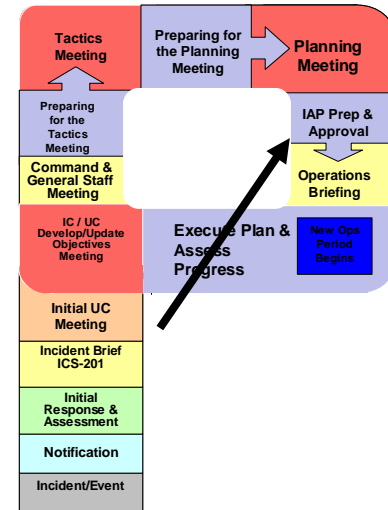 Tactics
Meeting
Preparing for
the Planning
Meeting
Planning
Meeting
Preparing
for the
Tactics
Meeting
IAP Prep &
Approval
Command &
General Staff
Meeting
Operations
Briefing
IC / UC
Develop/Update
Objectives
Meeting
Execute Plan &
Assess
Progress
New Ops
Period
Begins
Initial UC
Meeting
Incident Brief
ICS-201
Initial
Response &
Assessment
Notification
Incident/Event